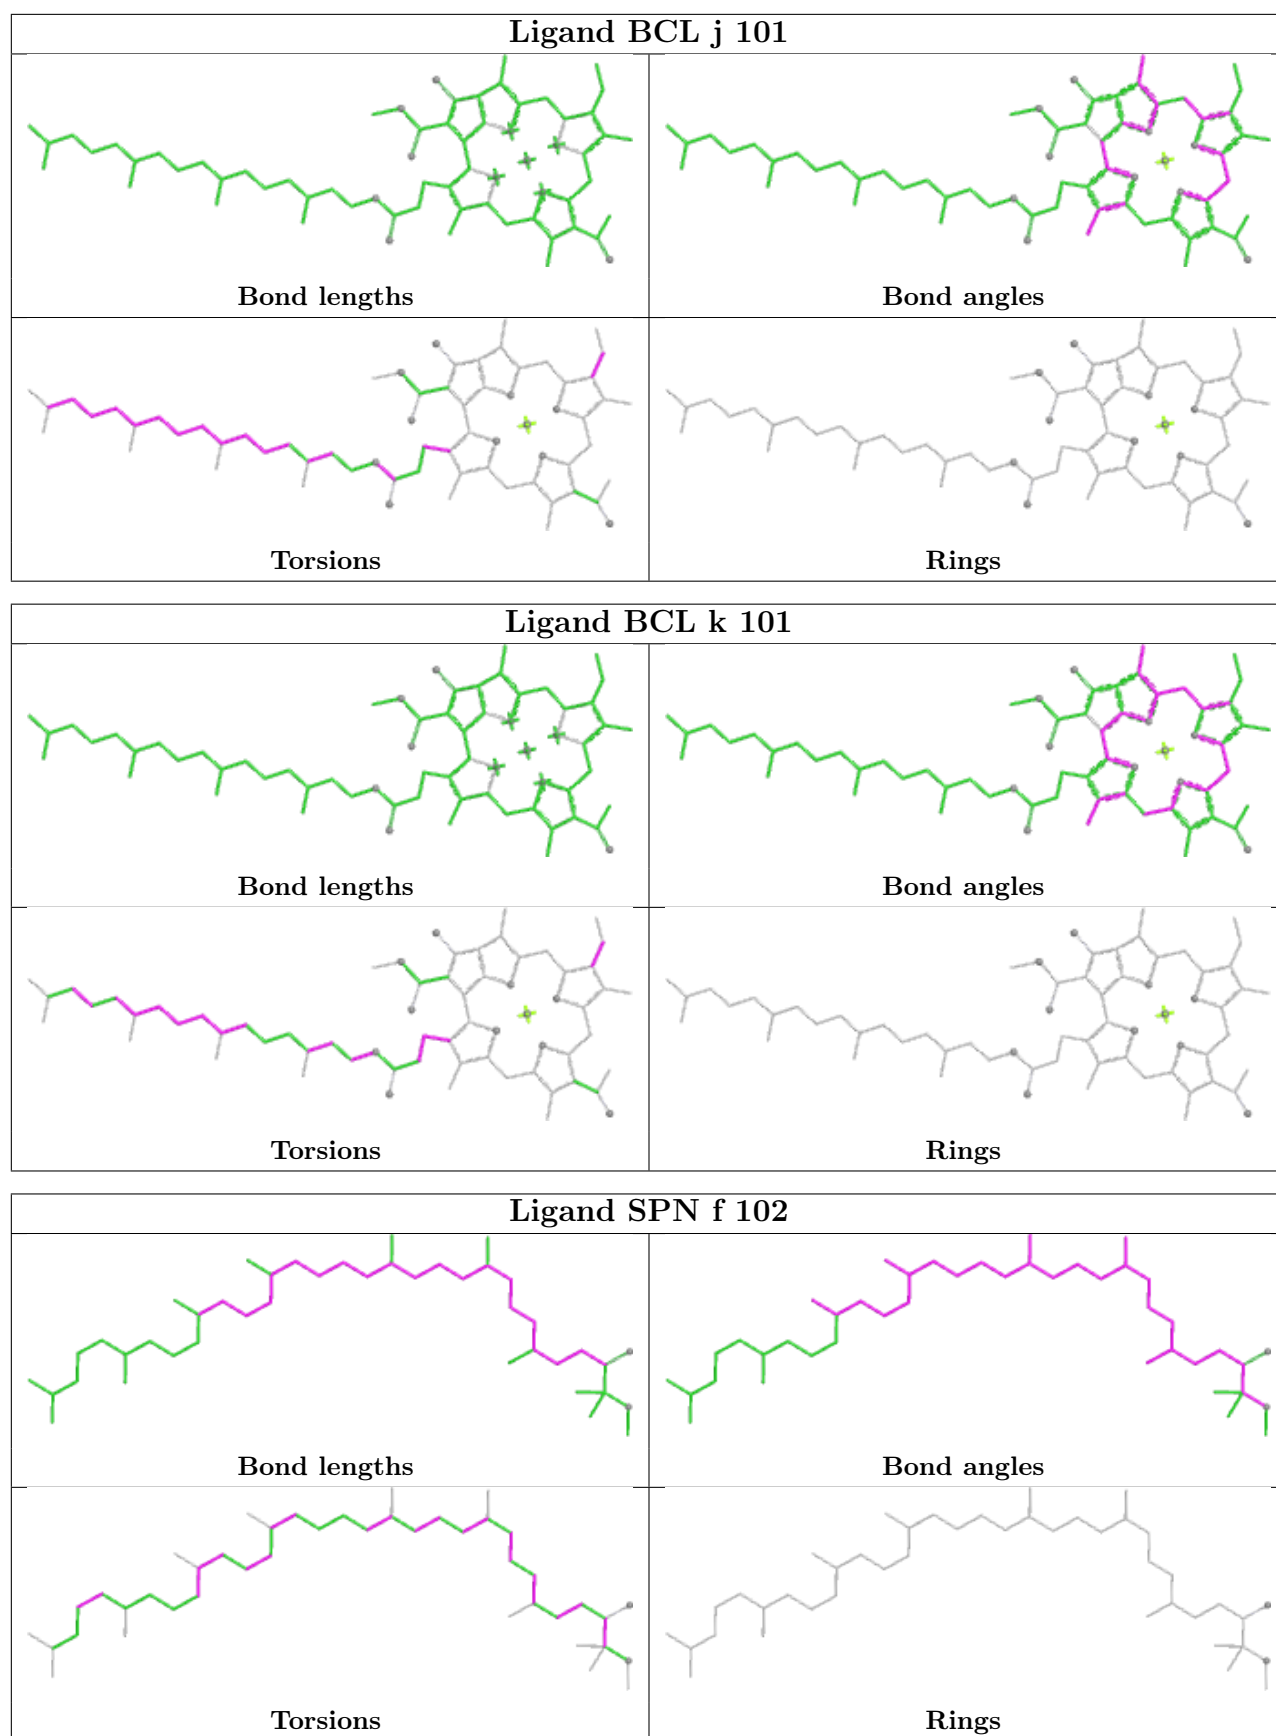 Ligand BCL j 101
Bond lengths
Bond angles
Torsions
Rings
Ligand BCL k 101
Bond lengths
Bond angles
Torsions
Rings
Ligand SPN f 102
Bond lengths
Bond angles
Torsions
Rings